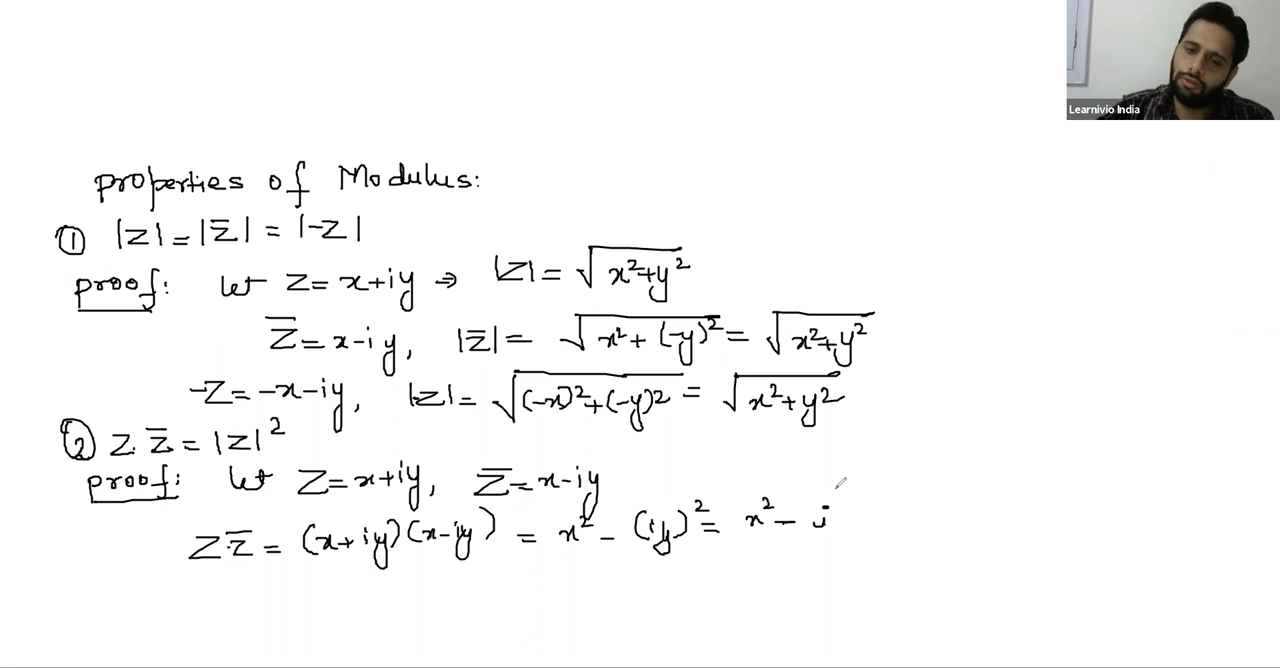 Learnivio India
Properties of Modulus:
① |z| = |z̅| = |-z|
proof: let z = x+iy ⇒ |z| = √(x²+y²)
z̅ = x-iy, |z̅| = √(x²+(-y)²) = √(x²+y²)
-z = -x-iy, |-z| = √((-x)²+(-y)²) = √(x²+y²)
② z.z̅ = |z|²
proof: let z = x+iy, z̅ = x-iy
z.z̅ = (x+iy)(x-iy) = x² - (iy)² = x² - i